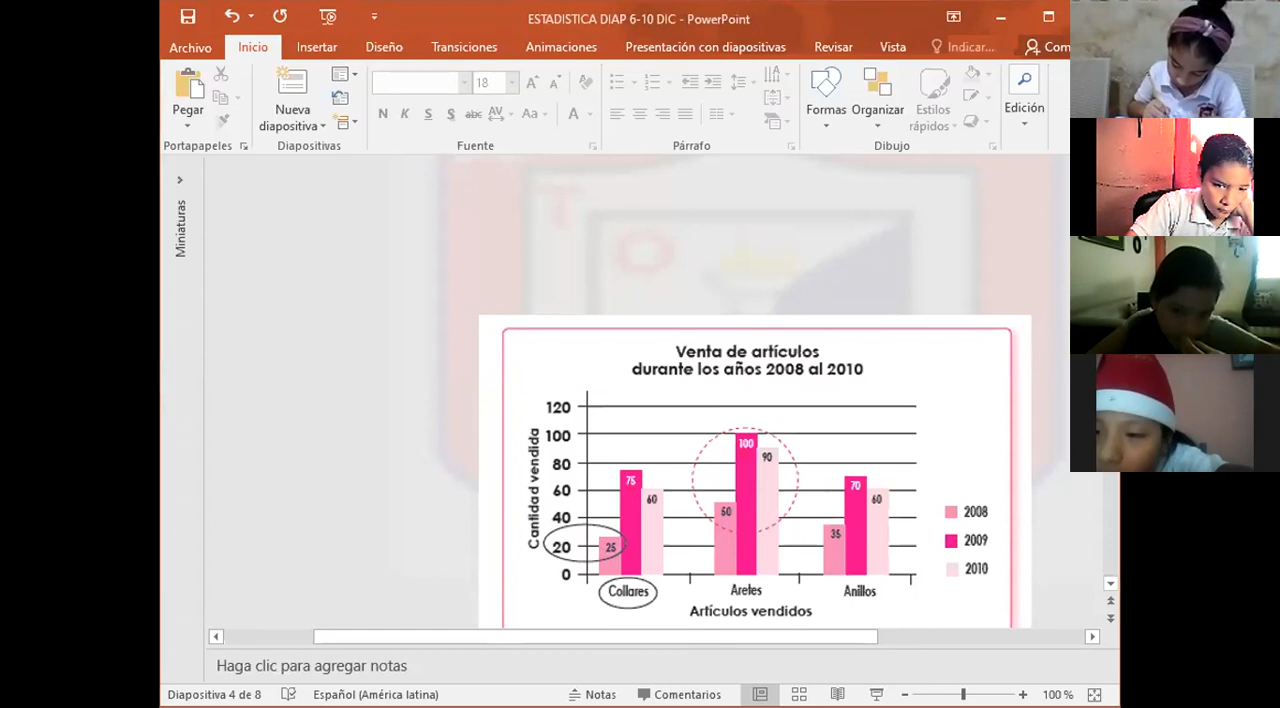 ESTADISTICA DIAP 6-10 DIC - PowerPoint
Archivo Inicio Insertar Diseño Transiciones Animaciones Presentación con diapositivas Revisar Vista Indicar... Com
18
Pegar Nueva diapositiva Formas Organizar Estilos rápidos Edición
N K S S abc AV Aa A
Portapapeles Diapositivas Fuente Párrafo Dibujo
Miniaturas
T
O
Venta de artículos
durante los años 2008 al 2010
Cantidad vendida
120
100
80
60
40
20
0
25 75 60
50 100 90
35 70 60
2008
2009
2010
Collares Aretes Anillos
Artículos vendidos
Haga clic para agregar notas
Diapositiva 4 de 8 Español (América latina) Notas Comentarios 100 %